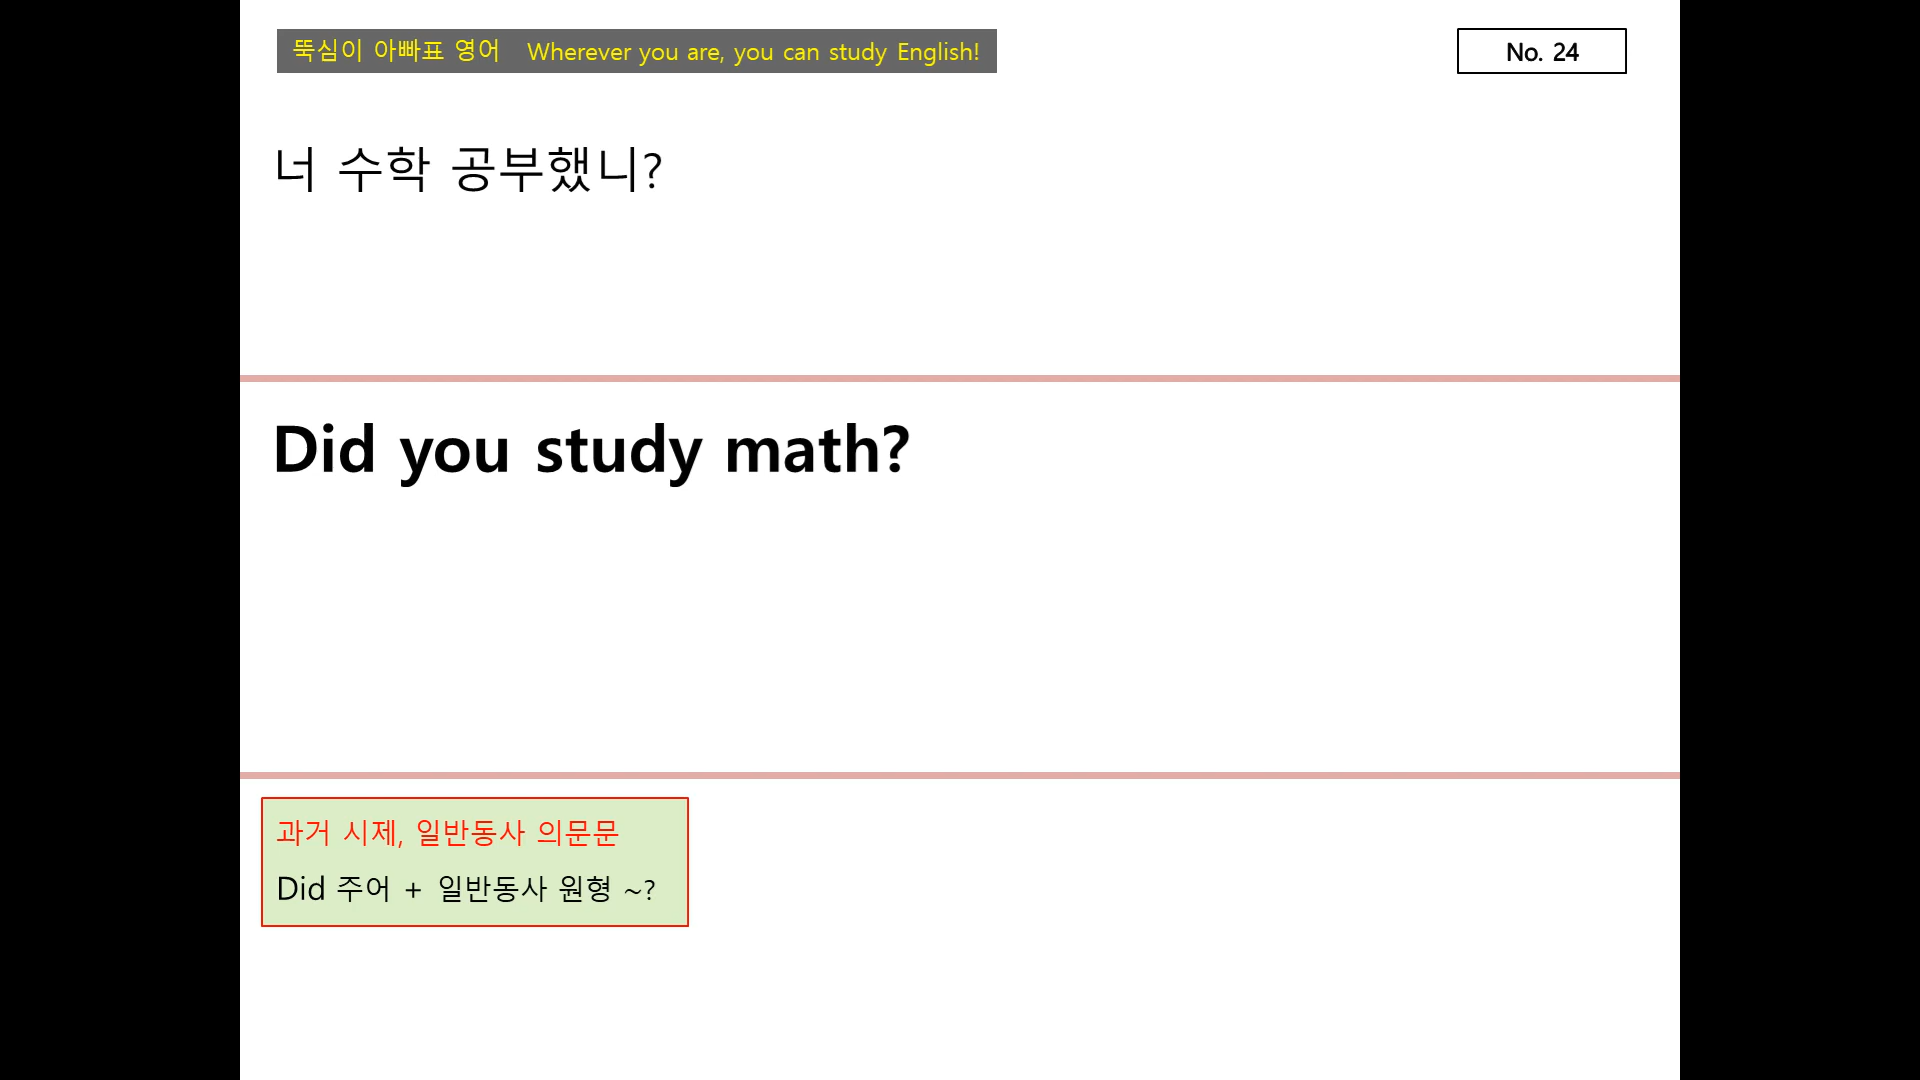 뚝심이 아빠표 영어 Wherever you are, you can study English!
No. 24
너 수학 공부했니?
Did you study math?
과거 시제, 일반동사 의문문
Did 주어 + 일반동사 원형 ~?